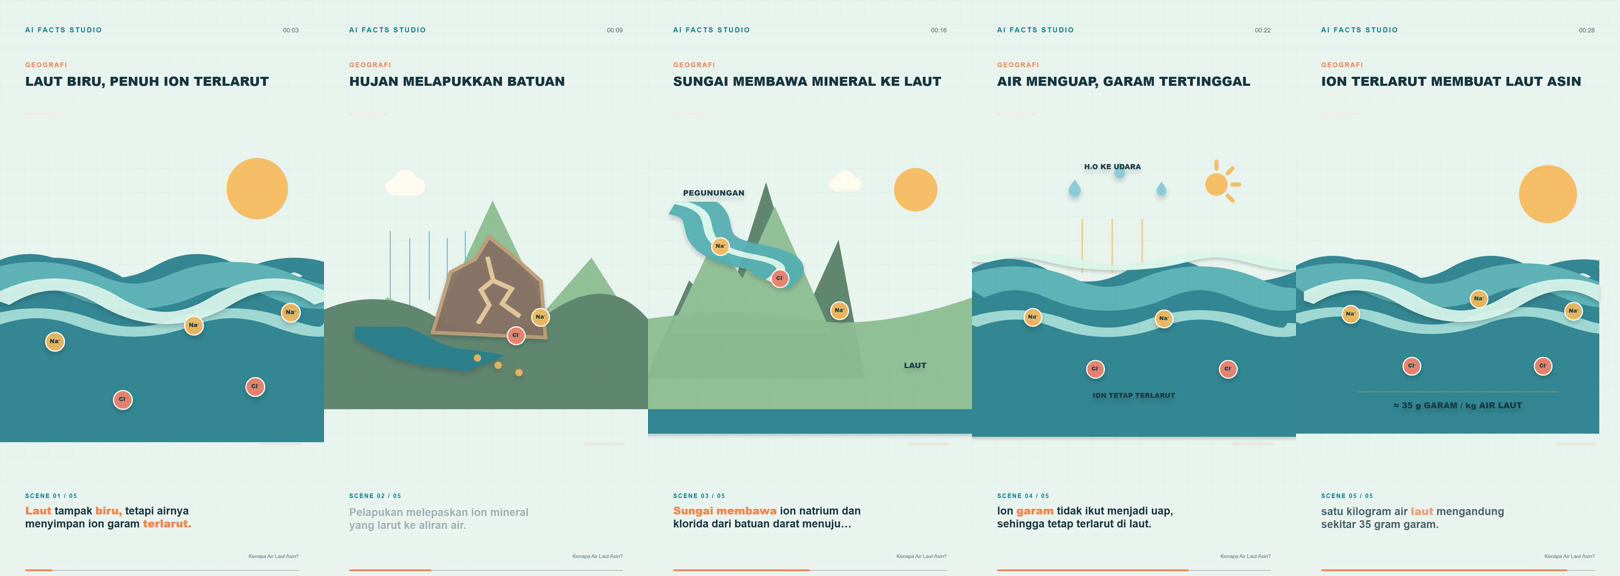 AI FACTS STUDIO
00:03
GEOGRAFI
LAUT BIRU, PENUH ION TERLARUT
Na⁺
Na⁺
Na⁺
Cl⁻
Cl⁻
SCENE 01 / 05
Laut tampak biru, tetapi airnya
menyimpan ion garam terlarut.
Kenapa Air Laut Asin?
AI FACTS STUDIO
00:09
GEOGRAFI
HUJAN MELAPUKKAN BATUAN
Na⁺
Cl⁻
SCENE 02 / 05
Pelapukan melepaskan ion mineral
yang larut ke aliran air.
Kenapa Air Laut Asin?
AI FACTS STUDIO
00:16
GEOGRAFI
SUNGAI MEMBAWA MINERAL KE LAUT
PEGUNUNGAN
Na⁺
Cl⁻
Na⁺
LAUT
SCENE 03 / 05
Sungai membawa ion natrium dan
klorida dari batuan darat menuju…
Kenapa Air Laut Asin?
AI FACTS STUDIO
00:22
GEOGRAFI
AIR MENGUAP, GARAM TERTINGGAL
H₂O KE UDARA
Na⁺
Na⁺
Cl⁻
Cl⁻
ION TETAP TERLARUT
SCENE 04 / 05
Ion garam tidak ikut menjadi uap,
sehingga tetap terlarut di laut.
Kenapa Air Laut Asin?
AI FACTS STUDIO
00:28
GEOGRAFI
ION TERLARUT MEMBUAT LAUT ASIN
Na⁺
Na⁺
Na⁺
Cl⁻
Cl⁻
≈ 35 g GARAM / kg AIR LAUT
SCENE 05 / 05
satu kilogram air laut mengandung
sekitar 35 gram garam.
Kenapa Air Laut Asin?